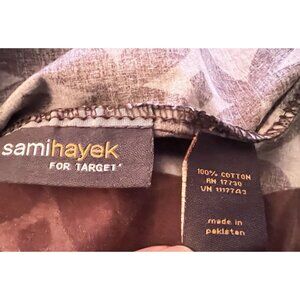 samihayek
FOR TARGET
100% COTTON
RN 17730
made in
pakistan